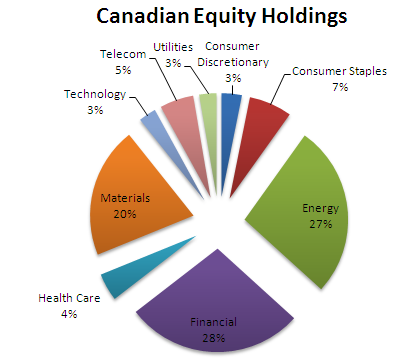 Canadian Equity Holdings
Consumer
Discretionary
3%
Consumer Staples
7%
Energy
27%
Financial
28%
Health Care
4%
Materials
20%
Technology
3%
Telecom
5%
Utilities
3%